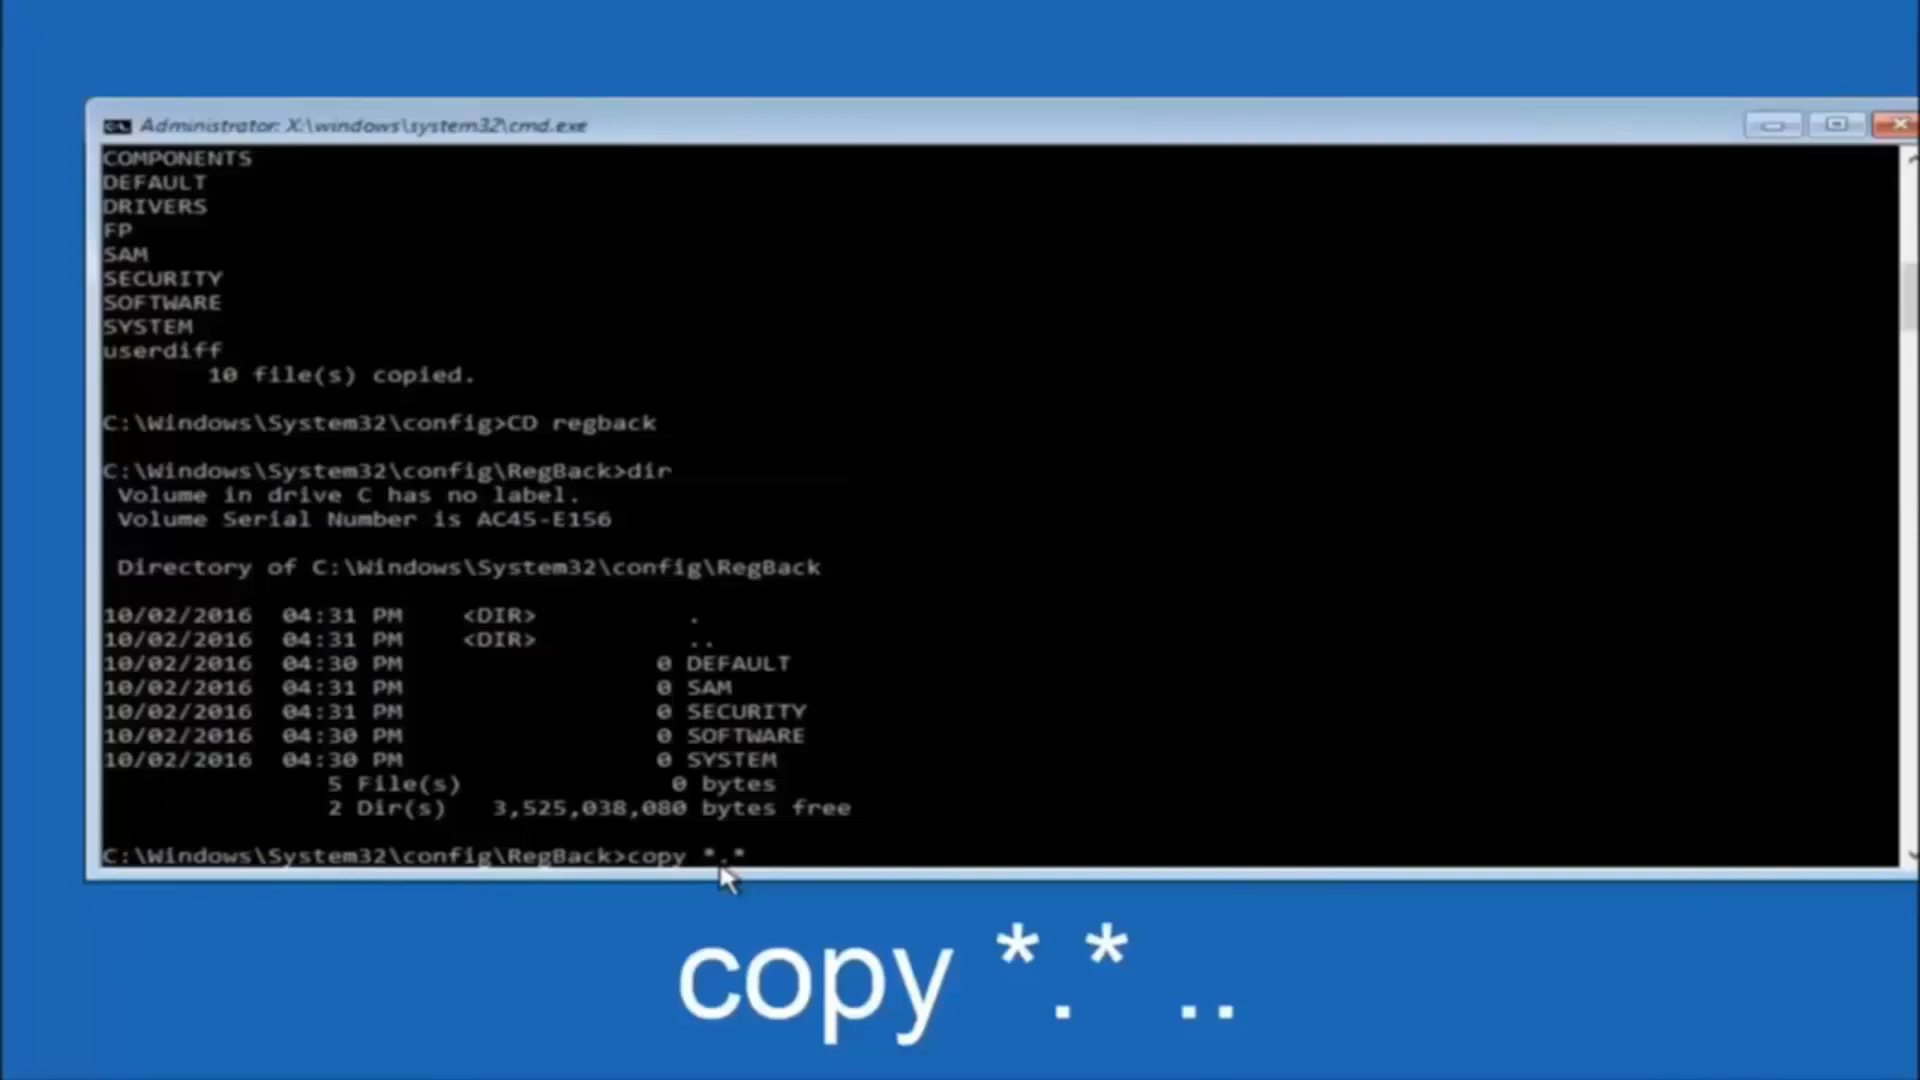 Administrator: X:\windows\system32\cmd.exe
COMPONENTS
DEFAULT
DRIVERS
FP
SAM
SECURITY
SOFTWARE
SYSTEM
userdiff
10 file(s) copied.
C:\Windows\System32\config>CD regback
C:\Windows\System32\config\RegBack>dir
Volume in drive C has no label.
Volume Serial Number is AC45-E156
Directory of C:\Windows\System32\config\RegBack
10/02/2016 04:31 PM <DIR> .
10/02/2016 04:31 PM <DIR> ..
10/02/2016 04:30 PM 0 DEFAULT
10/02/2016 04:31 PM 0 SAM
10/02/2016 04:31 PM 0 SECURITY
10/02/2016 04:30 PM 0 SOFTWARE
10/02/2016 04:30 PM 0 SYSTEM
5 File(s) 0 bytes
2 Dir(s) 3,525,038,080 bytes free
C:\Windows\System32\config\RegBack>copy *.*
copy *.* ..